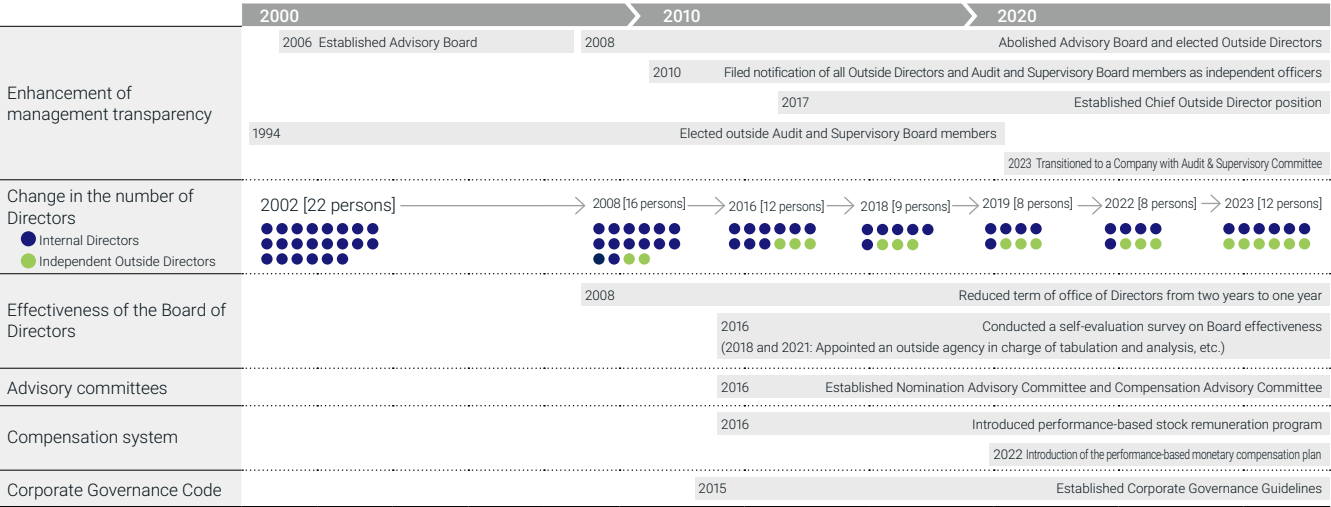 2000
2010
2020
Enhancement of
management transparency
2006 Established Advisory Board
2008 Abolished Advisory Board and elected Outside Directors
2010 Filed notification of all Outside Directors and Audit and Supervisory Board members as independent officers
2017 Established Chief Outside Director position
1994 Elected outside Audit and Supervisory Board members
2023 Transitioned to a Company with Audit & Supervisory Committee
Change in the number of
Directors
Internal Directors
Independent Outside Directors
2002 [22 persons]
2008 [16 persons]
2016 [12 persons]
2018 [9 persons]
2019 [8 persons]
2022 [8 persons]
2023 [12 persons]
Effectiveness of the Board of
Directors
2008 Reduced term of office of Directors from two years to one year
2016 Conducted a self-evaluation survey on Board effectiveness
(2018 and 2021: Appointed an outside agency in charge of tabulation and analysis, etc.)
Advisory committees
2016 Established Nomination Advisory Committee and Compensation Advisory Committee
Compensation system
2016 Introduced performance-based stock remuneration program
2022 Introduction of the performance-based monetary compensation plan
Corporate Governance Code
2015 Established Corporate Governance Guidelines